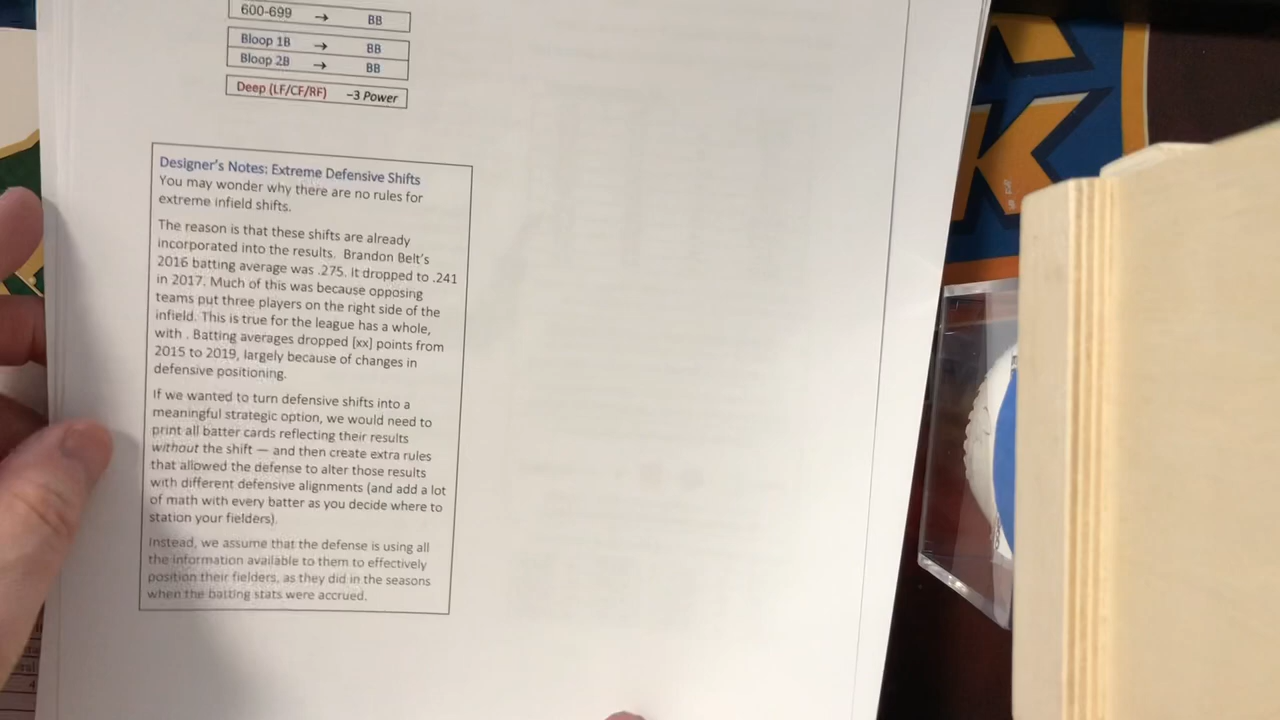 600-699 → BB
Bloop 1B → BB
Bloop 2B → BB
Deep (LF/CF/RF) −3 Power
Designer's Notes: Extreme Defensive Shifts
You may wonder why there are no rules for
extreme infield shifts.
The reason is that these shifts are already
incorporated into the results. Brandon Belt's
2016 batting average was .275. It dropped to .241
in 2017. Much of this was because opposing
teams put three players on the right side of the
infield. This is true for the league has a whole,
with . Batting averages dropped [xx] points from
2015 to 2019, largely because of changes in
defensive positioning.
If we wanted to turn defensive shifts into a
meaningful strategic option, we would need to
print all batter cards reflecting their results
without the shift — and then create extra rules
that allowed the defense to alter those results
with different defensive alignments (and add a lot
of math with every batter as you decide where to
station your fielders).
Instead, we assume that the defense is using all
the information available to them to effectively
position their fielders, as they did in the seasons
when the batting stats were accrued.
K